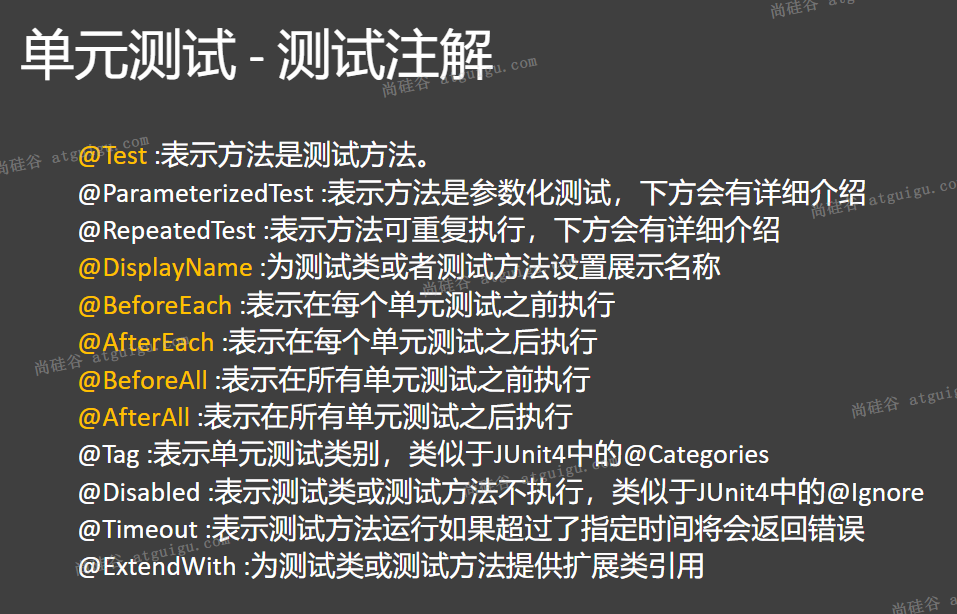 单元测试 - 测试注解
@Test :表示方法是测试方法。
@ParameterizedTest :表示方法是参数化测试，下方会有详细介绍
@RepeatedTest :表示方法可重复执行，下方会有详细介绍
@DisplayName :为测试类或者测试方法设置展示名称
@BeforeEach :表示在每个单元测试之前执行
@AfterEach :表示在每个单元测试之后执行
@BeforeAll :表示在所有单元测试之前执行
@AfterAll :表示在所有单元测试之后执行
@Tag :表示单元测试类别，类似于JUnit4中的@Categories
@Disabled :表示测试类或测试方法不执行，类似于JUnit4中的@Ignore
@Timeout :表示测试方法运行如果超过了指定时间将会返回错误
@ExtendWith :为测试类或测试方法提供扩展类引用
尚硅谷 atguigu.com